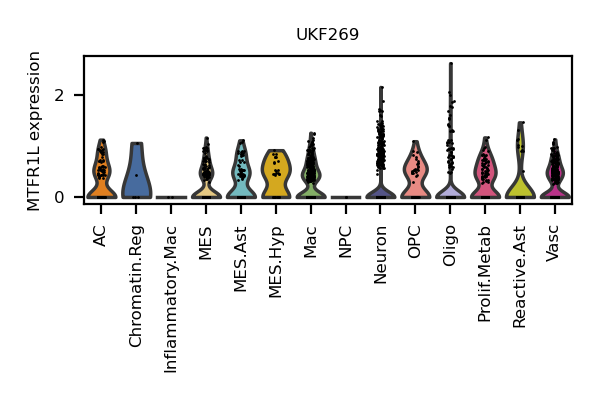 UKF269
MTFR1L expression
2
0
AC
Chromatin.Reg
Inflammatory.Mac
MES
MES.Ast
MES.Hyp
Mac
NPC
Neuron
OPC
Oligo
Prolif.Metab
Reactive.Ast
Vasc